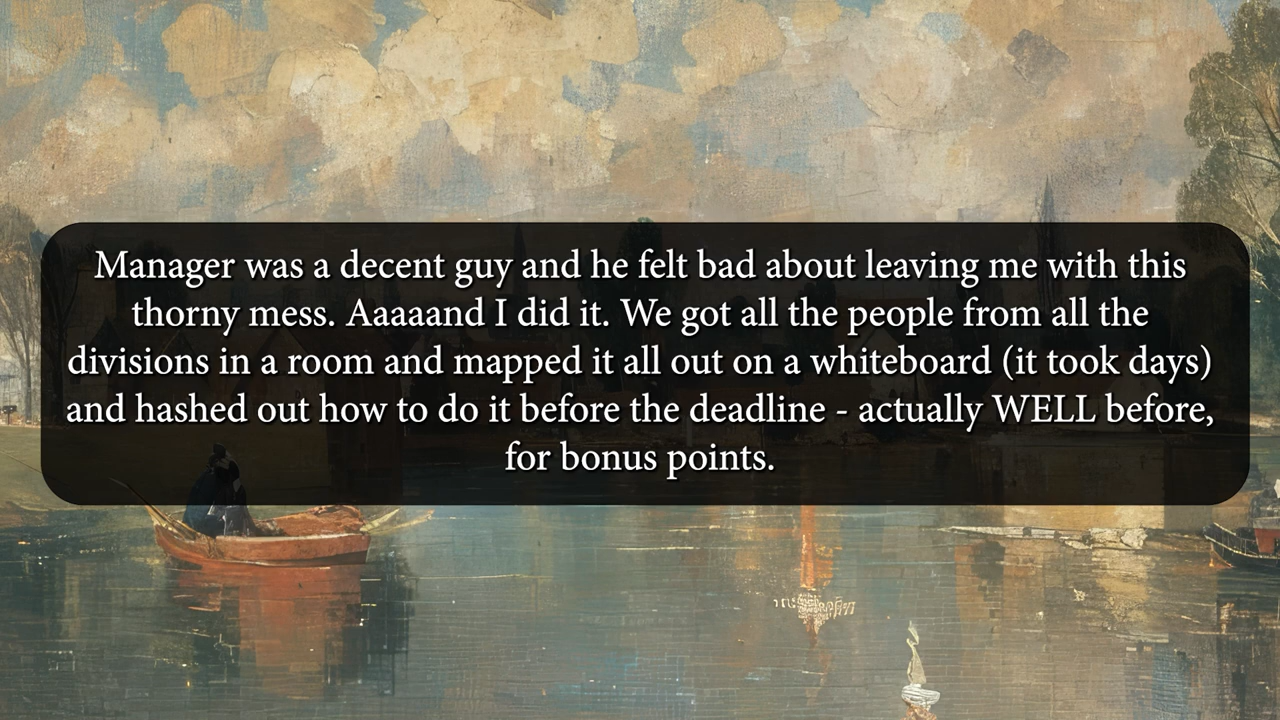 Manager was a decent guy and he felt bad about leaving me with this
thorny mess. Aaaaand I did it. We got all the people from all the
divisions in a room and mapped it all out on a whiteboard (it took days)
and hashed out how to do it before the deadline - actually WELL before,
for bonus points.